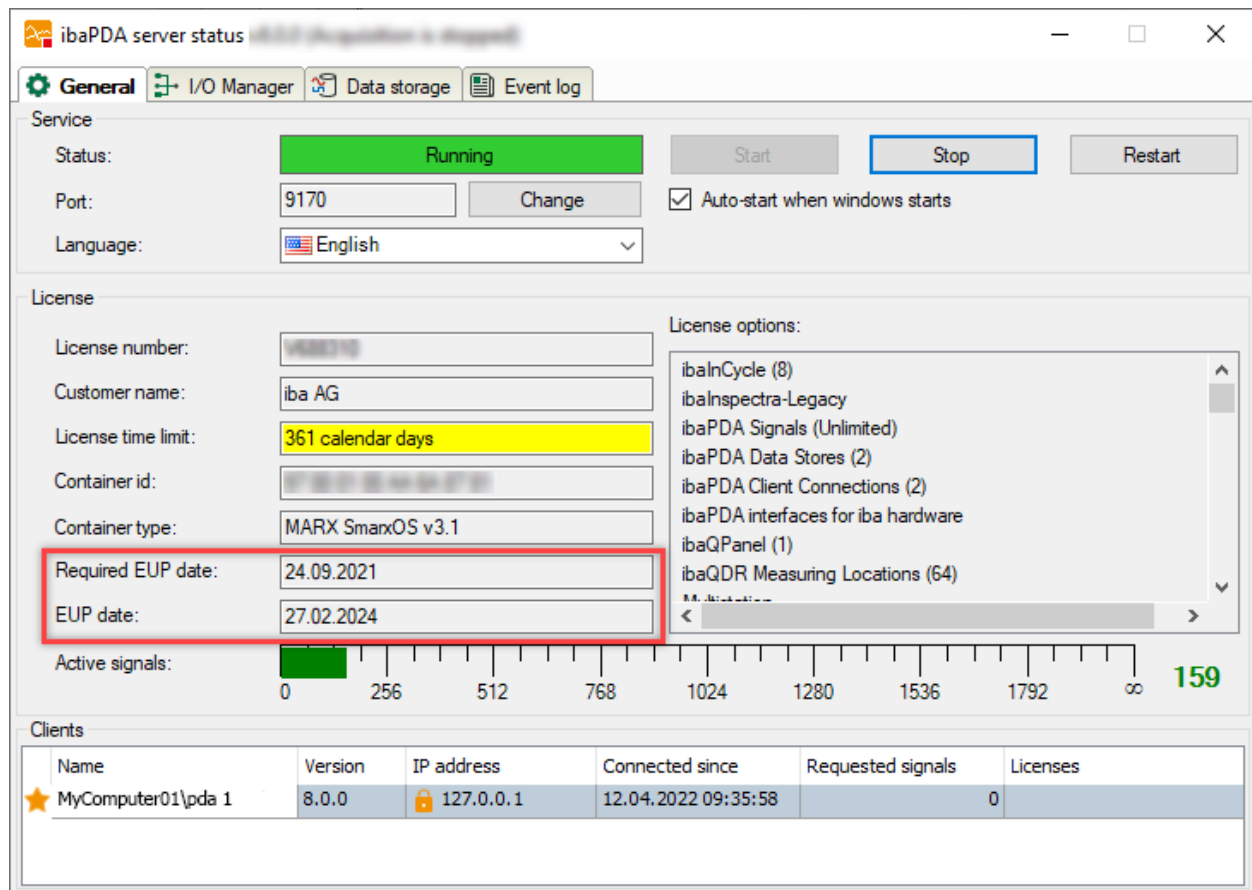 ibaPDA server status
General I/O Manager Data storage Event log
Service
Status: Running Start Stop Restart
Port: 9170 Change Auto-start when windows starts
Language: English
License
License options:
License number:
Customer name: iba AG
License time limit: 361 calendar days
Container id:
Container type: MARX SmarxOS v3.1
Required EUP date: 24.09.2021
EUP date: 27.02.2024
ibaInCycle (8)
ibaInspectra-Legacy
ibaPDA Signals (Unlimited)
ibaPDA Data Stores (2)
ibaPDA Client Connections (2)
ibaPDA interfaces for iba hardware
ibaQPanel (1)
ibaQDR Measuring Locations (64)
Active signals:
0 256 512 768 1024 1280 1536 1792 ∞ 159
Clients
Name Version IP address Connected since Requested signals Licenses
MyComputer01\pda 1 8.0.0 127.0.0.1 12.04.2022 09:35:58 0